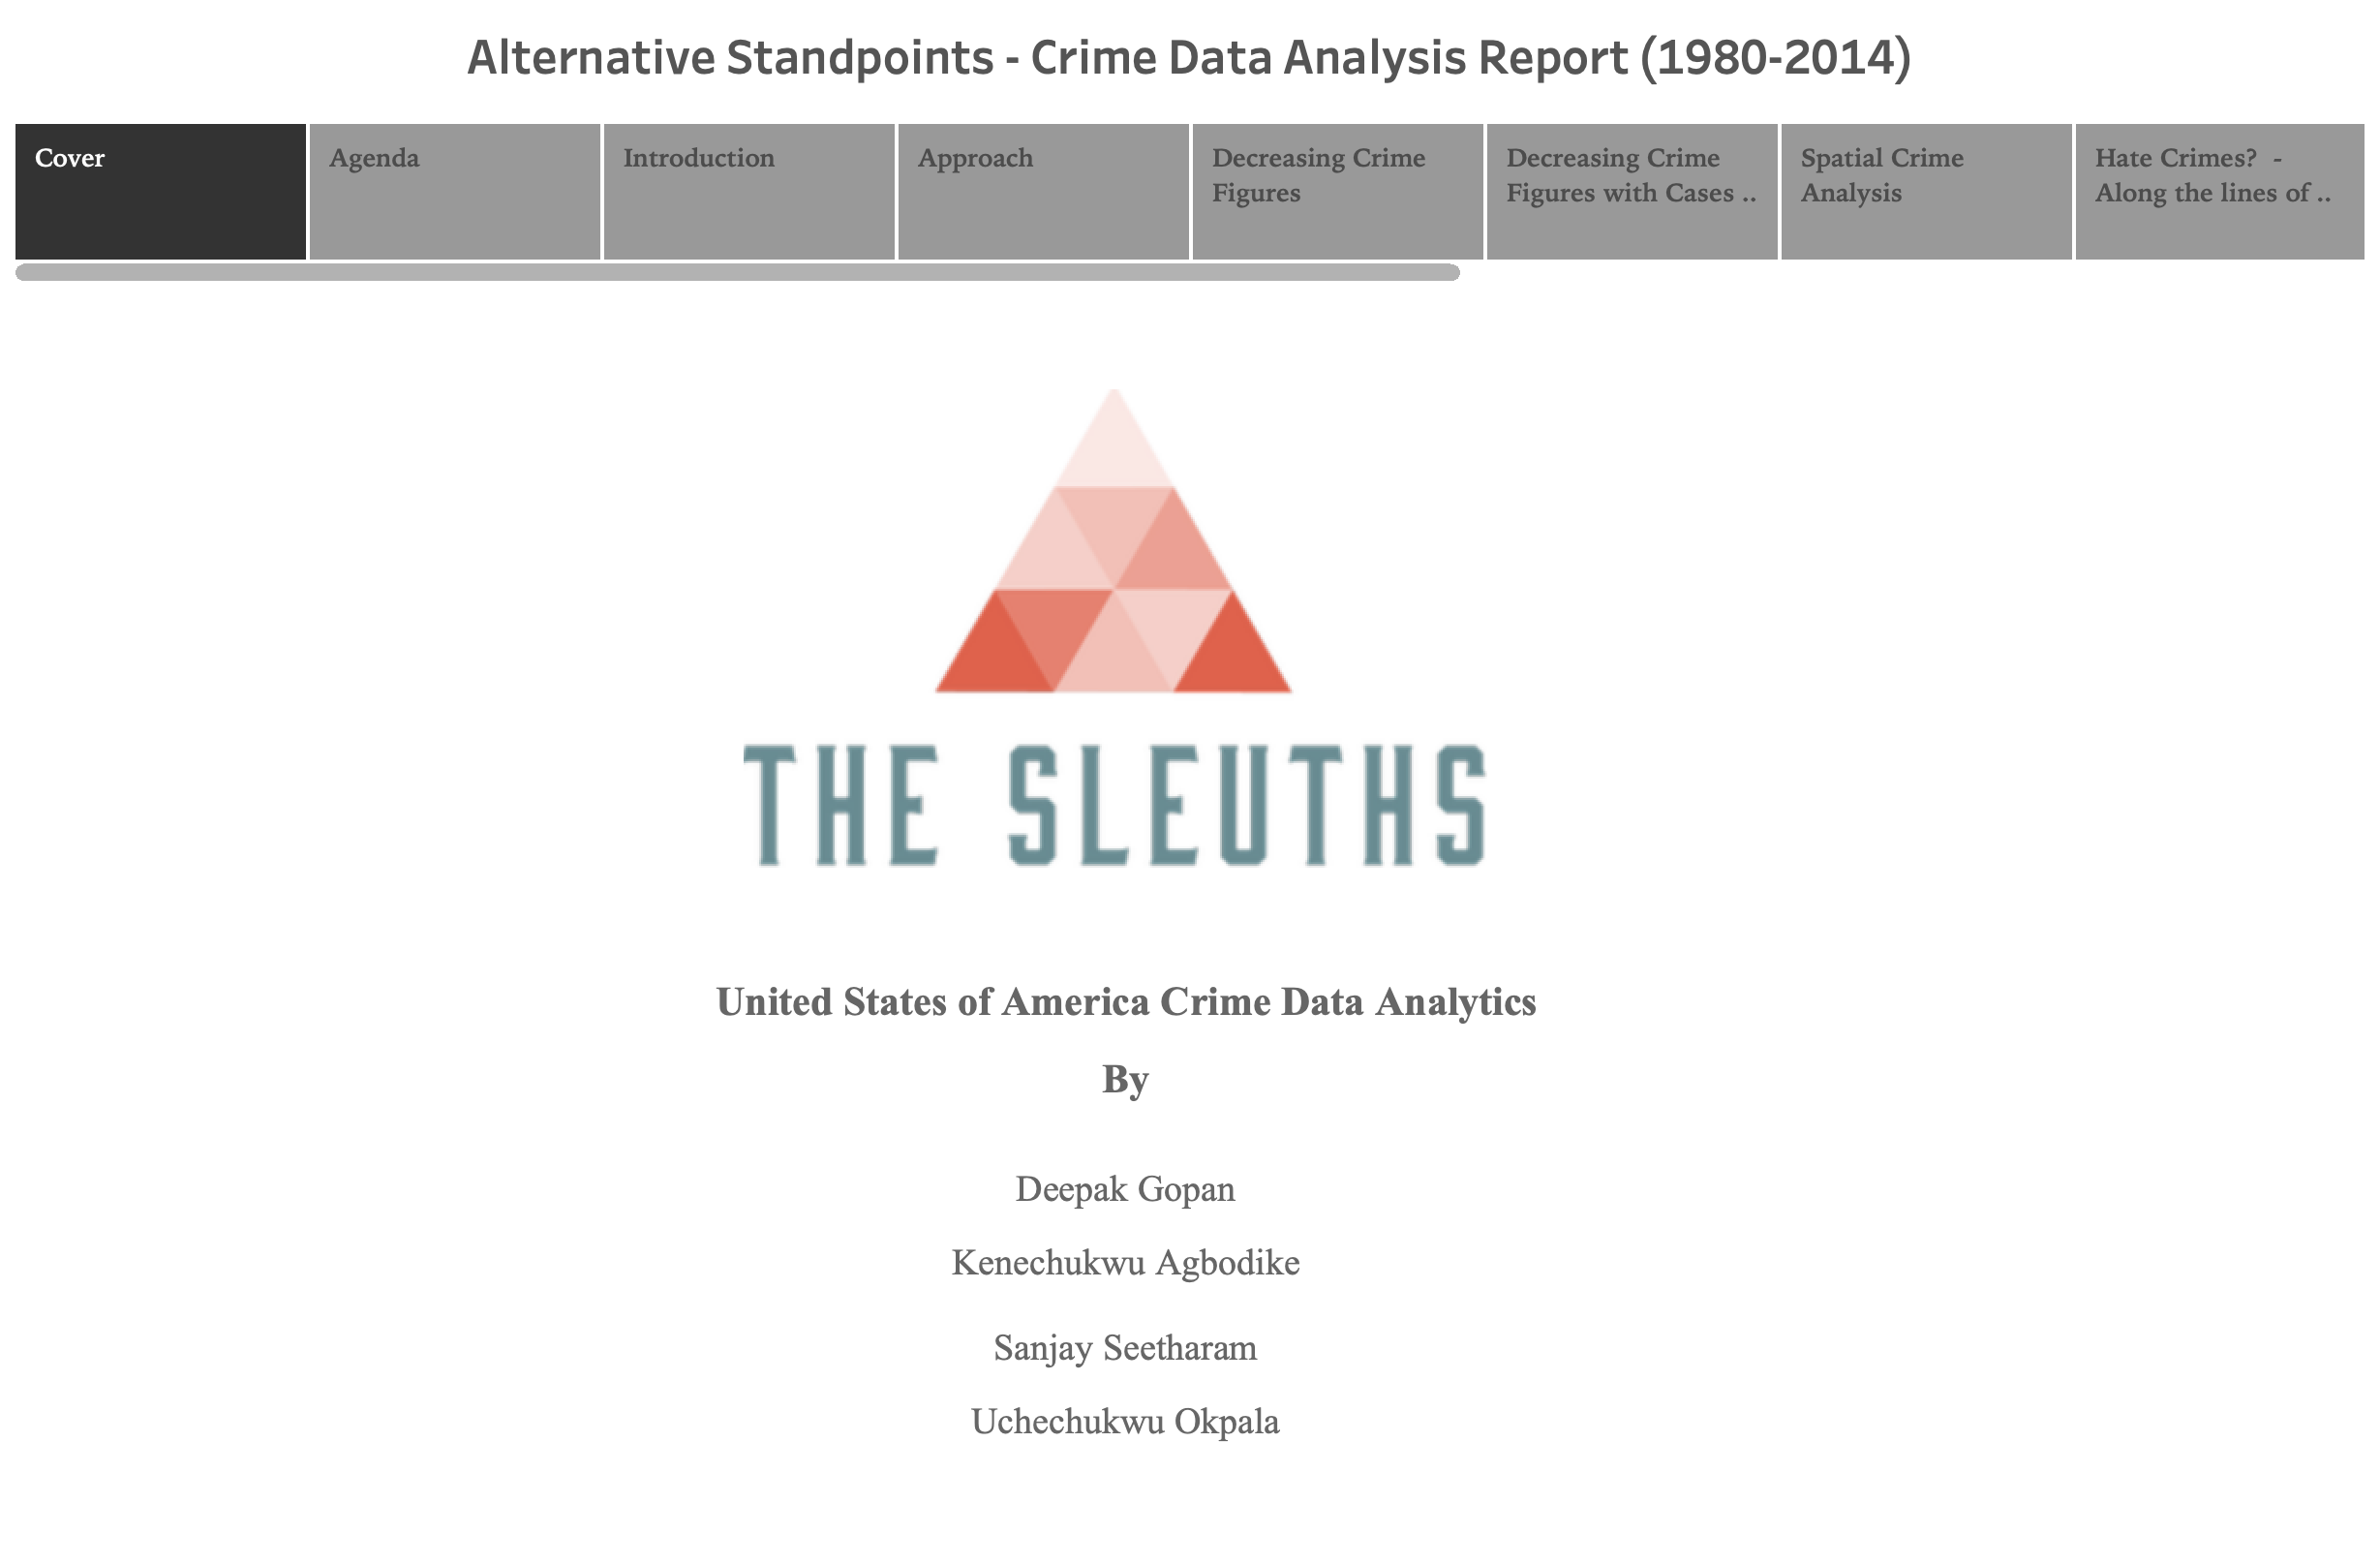 Alternative Standpoints - Crime Data Analysis Report (1980-2014)
Cover
Agenda
Introduction
Approach
Decreasing Crime
Figures
Decreasing Crime
Figures with Cases ..
Spatial Crime
Analysis
Hate Crimes?  -
Along the lines of ..
THE SLEUTHS
United States of America Crime Data Analytics
By
Deepak Gopan
Kenechukwu Agbodike
Sanjay Seetharam
Uchechukwu Okpala